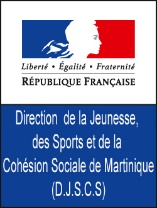 Liberté • Égalité • Fraternité
RÉPUBLIQUE FRANÇAISE
Direction de la Jeunesse,
des Sports et de la
Cohésion Sociale de Martinique
(D.J.S.C.S)